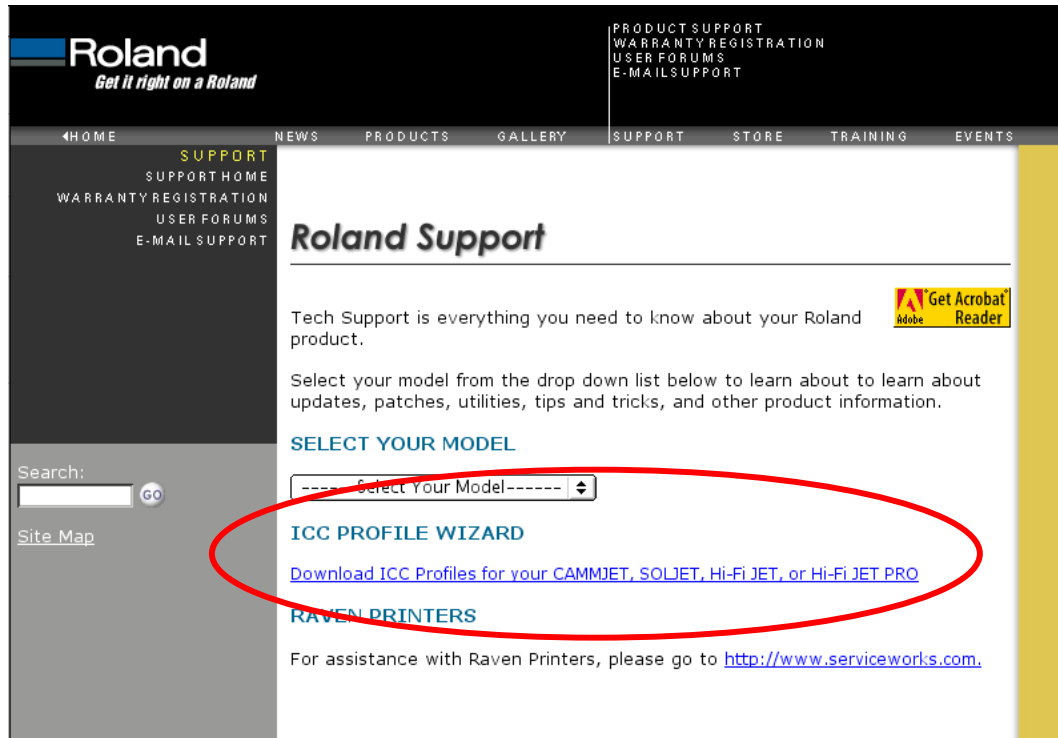 Roland
Get it right on a Roland
PRODUCT SUPPORT
WARRANTY REGISTRATION
USER FORUMS
E-MAIL SUPPORT
HOME NEWS PRODUCTS GALLERY SUPPORT STORE TRAINING EVENTS
SUPPORT
SUPPORT HOME
WARRANTY REGISTRATION
USER FORUMS
E-MAIL SUPPORT
Search:
GO
Site Map
Roland Support
Adobe
Get Acrobat
Reader
Tech Support is everything you need to know about your Roland
product.
Select your model from the drop down list below to learn about to learn about
updates, patches, utilities, tips and tricks, and other product information.
SELECT YOUR MODEL
----- Select Your Model------
ICC PROFILE WIZARD
Download ICC Profiles for your CAMMJET, SOLJET, Hi-Fi JET, or Hi-Fi JET PRO
RAVEN PRINTERS
For assistance with Raven Printers, please go to http://www.serviceworks.com.